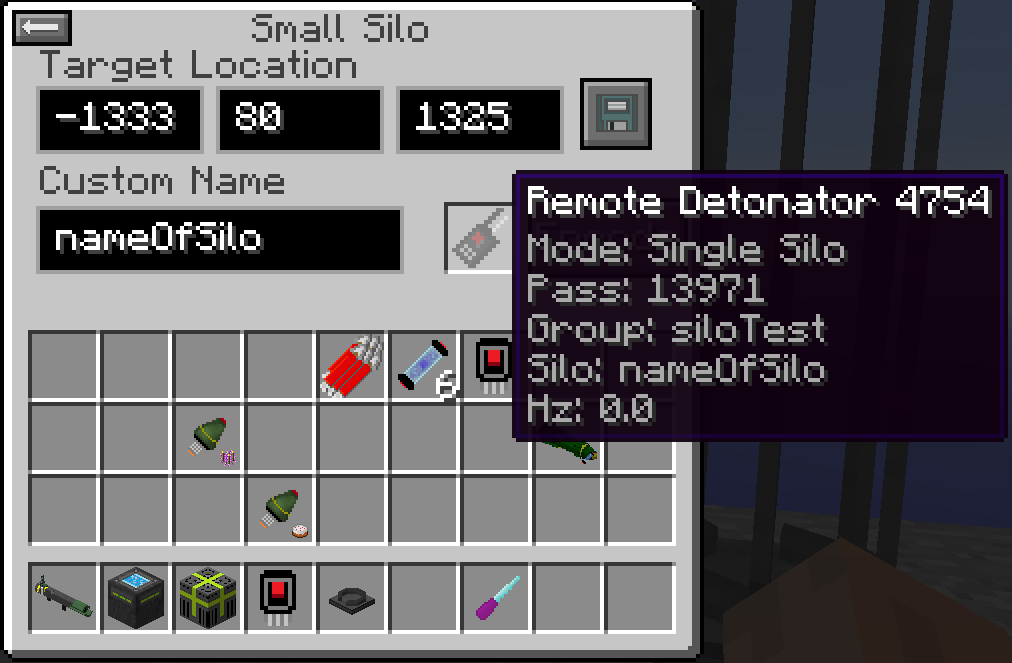 Small Silo
Target Location
-1333
80
1325
Custom Name
nameOfSilo
Remote Detonator 4754
Mode: Single Silo
Pass: 13971
Group: siloTest
Silo: nameOfSilo
Hz: 0.0
6